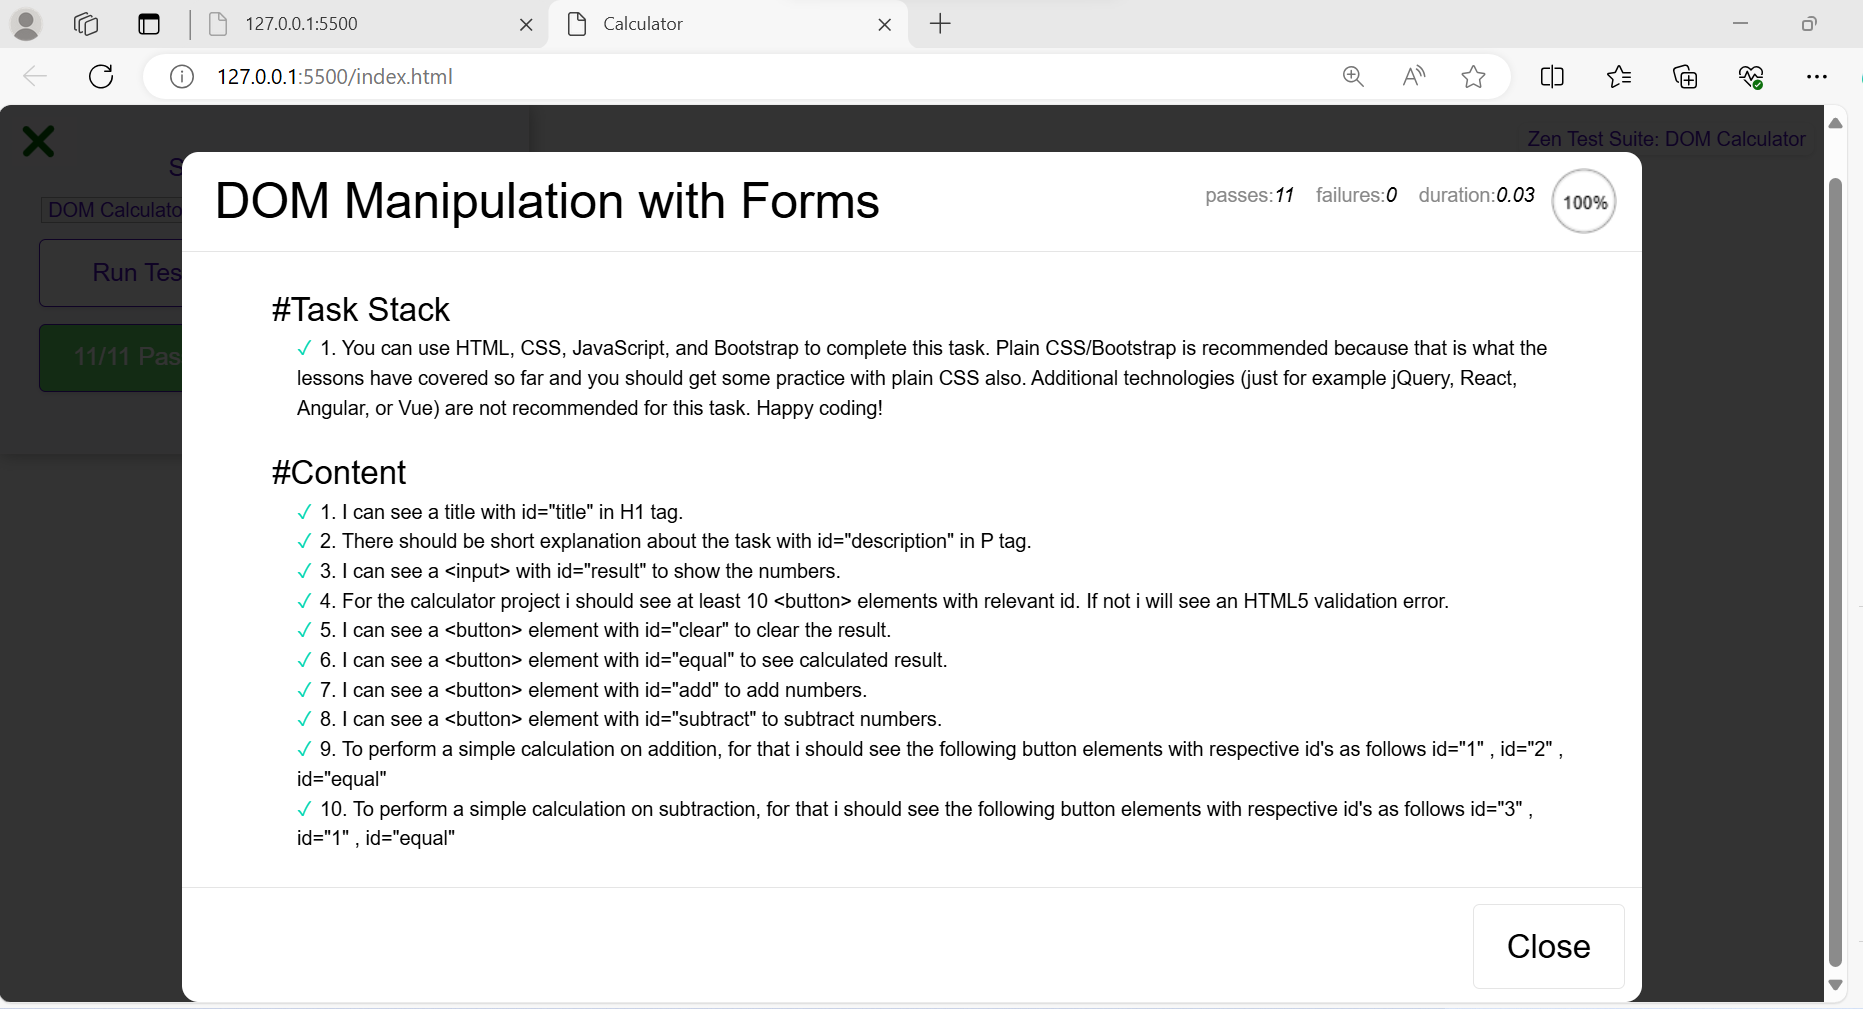 127.0.0.1:5500
Calculator
127.0.0.1:5500/index.html
Zen Test Suite: DOM Calculator
S
DOM Calculato
Run Tes
11/11 Pas
DOM Manipulation with Forms
passes:11 failures:0 duration:0.03 100%
#Task Stack
✓ 1. You can use HTML, CSS, JavaScript, and Bootstrap to complete this task. Plain CSS/Bootstrap is recommended because that is what the
lessons have covered so far and you should get some practice with plain CSS also. Additional technologies (just for example jQuery, React,
Angular, or Vue) are not recommended for this task. Happy coding!
#Content
✓ 1. I can see a title with id="title" in H1 tag.
✓ 2. There should be short explanation about the task with id="description" in P tag.
✓ 3. I can see a <input> with id="result" to show the numbers.
✓ 4. For the calculator project i should see at least 10 <button> elements with relevant id. If not i will see an HTML5 validation error.
✓ 5. I can see a <button> element with id="clear" to clear the result.
✓ 6. I can see a <button> element with id="equal" to see calculated result.
✓ 7. I can see a <button> element with id="add" to add numbers.
✓ 8. I can see a <button> element with id="subtract" to subtract numbers.
✓ 9. To perform a simple calculation on addition, for that i should see the following button elements with respective id's as follows id="1" , id="2" ,
id="equal"
✓ 10. To perform a simple calculation on subtraction, for that i should see the following button elements with respective id's as follows id="3" ,
id="1" , id="equal"
Close